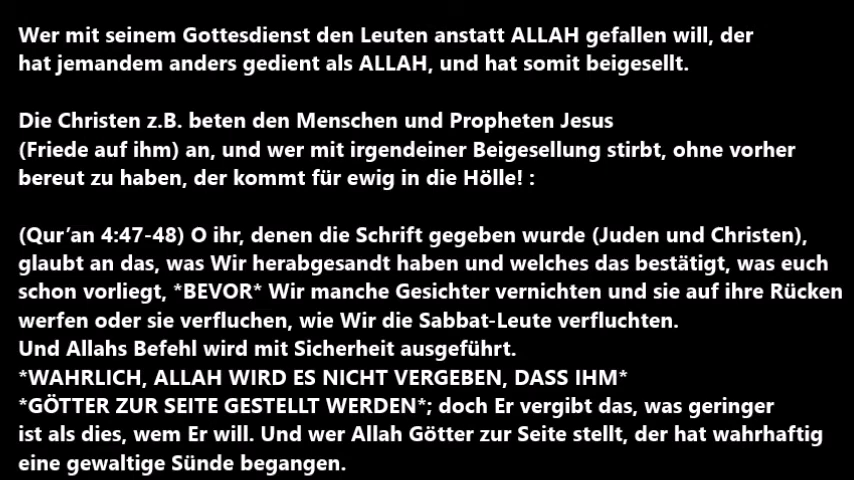 Wer mit seinem Gottesdienst den Leuten anstatt ALLAH gefallen will, der
hat jemandem anders gedient als ALLAH, und hat somit beigesellt.
Die Christen z.B. beten den Menschen und Propheten Jesus
(Friede auf ihm) an, und wer mit irgendeiner Beigesellung stirbt, ohne vorher
bereut zu haben, der kommt für ewig in die Hölle! :
(Qur’an 4:47-48) O ihr, denen die Schrift gegeben wurde (Juden und Christen),
glaubt an das, was Wir herabgesandt haben und welches das bestätigt, was euch
schon vorliegt, *BEVOR* Wir manche Gesichter vernichten und sie auf ihre Rücken
werfen oder sie verfluchen, wie Wir die Sabbat-Leute verfluchten.
Und Allahs Befehl wird mit Sicherheit ausgeführt.
*WAHRLICH, ALLAH WIRD ES NICHT VERGEBEN, DASS IHM*
*GÖTTER ZUR SEITE GESTELLT WERDEN*; doch Er vergibt das, was geringer
ist als dies, wem Er will. Und wer Allah Götter zur Seite stellt, der hat wahrhaftig
eine gewaltige Sünde begangen.